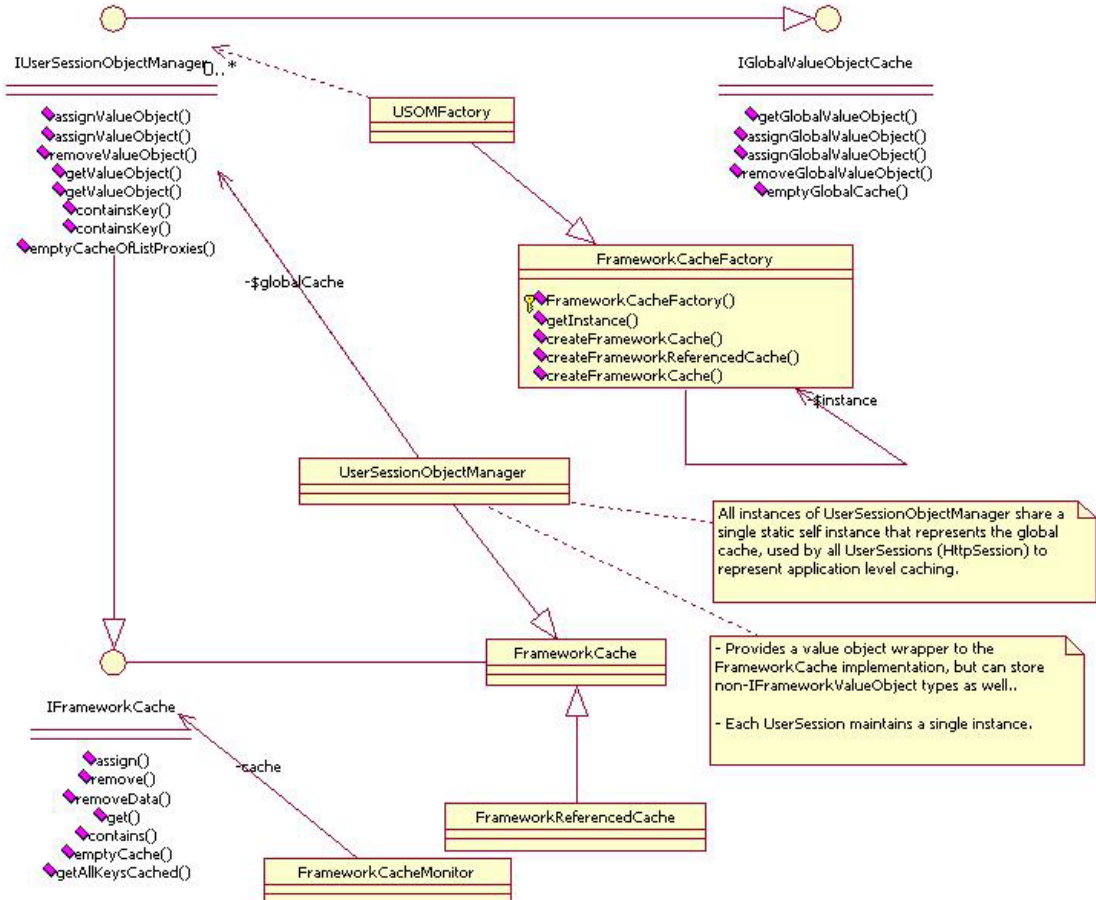 IUserSessionObjectManager
0..*
assignValueObject()
assignValueObject()
removeValueObject()
getValueObject()
getValueObject()
containsKey()
containsKey()
emptyCacheOfListProxies()
USOMFactory
IGlobalValueObjectCache
getGlobalValueObject()
assignGlobalValueObject()
assignGlobalValueObject()
removeGlobalValueObject()
emptyGlobalCache()
FrameworkCacheFactory
FrameworkCacheFactory()
getInstance()
createFrameworkCache()
createFrameworkReferencedCache()
createFrameworkCache()
-$globalCache
-$instance
UserSessionObjectManager
All instances of UserSessionObjectManager share a
single static self instance that represents the global
cache, used by all UserSessions (HttpSession) to
represent application level caching.
FrameworkCache
- Provides a value object wrapper to the
FrameworkCache implementation, but can store
non-IFrameworkValueObject types as well..
- Each UserSession maintains a single instance.
IFrameworkCache
assign()
remove()
removeData()
get()
contains()
emptyCache()
getAllKeysCached()
-cache
FrameworkReferencedCache
FrameworkCacheMonitor